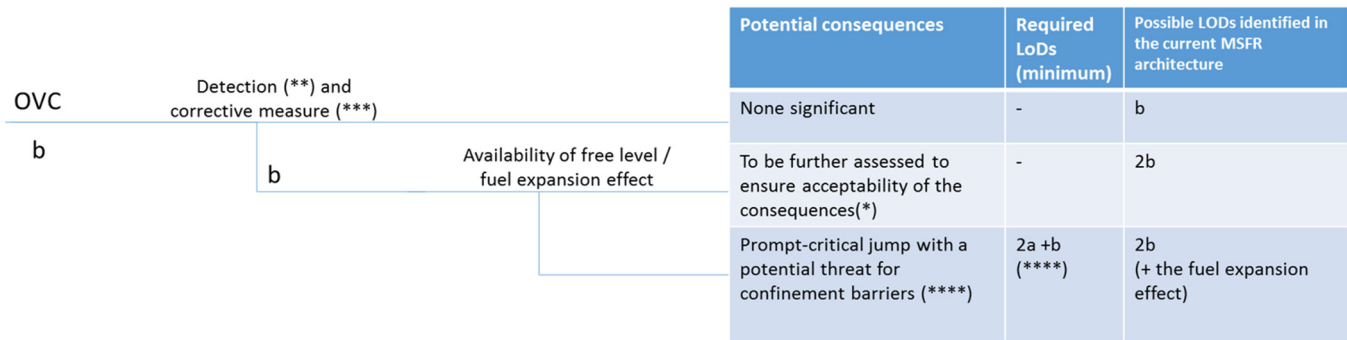 OVC
b
Detection (**) and
corrective measure (***)
b
Availability of free level /
fuel expansion effect
Potential consequences
Required
LoDs
(minimum)
Possible LODs identified in
the current MSFR
architecture
None significant
-
b
To be further assessed to
ensure acceptability of the
consequences(*)
-
2b
Prompt-critical jump with a
potential threat for
confinement barriers (****)
2a +b
(****)
2b
(+ the fuel expansion
effect)